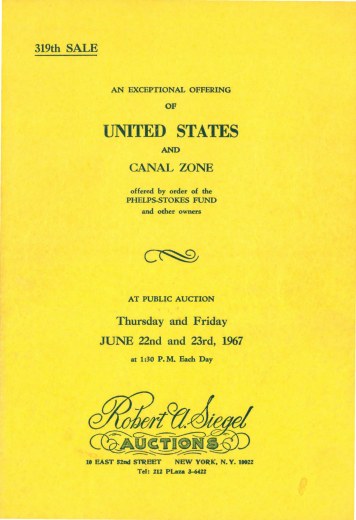 319th SALE
AN EXCEPTIONAL OFFERING
OF
UNITED STATES
AND
CANAL ZONE
offered by order of the
PHELPS-STOKES FUND
and other owners
AT PUBLIC AUCTION
Thursday and Friday
JUNE 22nd and 23rd, 1967
at 1:30 P.M. Each Day
Robert A. Siegel
AUCTIONS
10 EAST 52nd STREET NEW YORK, N.Y. 10022
Tel: 212 PLaza 3-6422